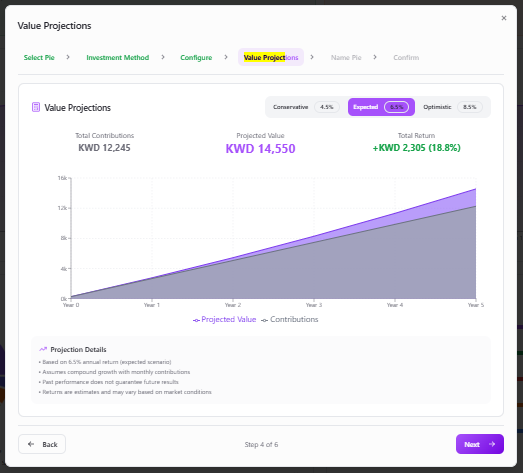 Value Projections
×
Select Pie > Investment Method > Configure > Value Projections > Name Pie > Confirm
Value Projections
Conservative 4.5% Expected 6.5% Optimistic 8.5%
Total Contributions
KWD 12,245
Projected Value
KWD 14,550
Total Return
+KWD 2,305 (18.8%)
16k
12k
8k
4k
0k
Year 0 Year 1 Year 2 Year 3 Year 4 Year 5
Projected Value Contributions
Projection Details
• Based on 6.5% annual return (expected scenario)
• Assumes compound growth with monthly contributions
• Past performance does not guarantee future results
• Returns are estimates and may vary based on market conditions
← Back
Step 4 of 6
Next →